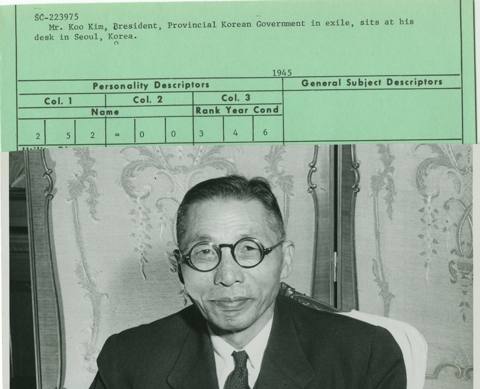 SC-223975
Mr. Koo Kim, President, Provincial Korean Government in exile, sits at his
desk in Seoul, Korea.
1945
Personality Descriptors General Subject Descriptors
Col. 1 Col. 2 Col. 3
Name Rank Year Cond
2 5 2 = 0 0 3 4 6